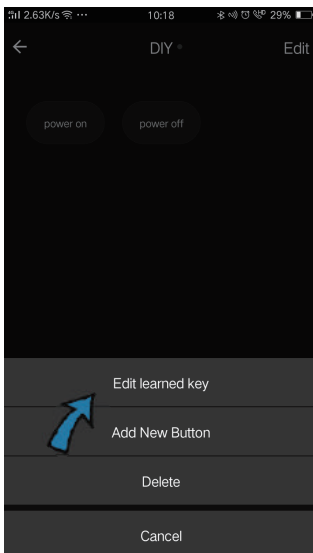 2.63K/s ... 10:18 29%
DIY Edit
power on power off
Edit learned key
Add New Button
Delete
Cancel